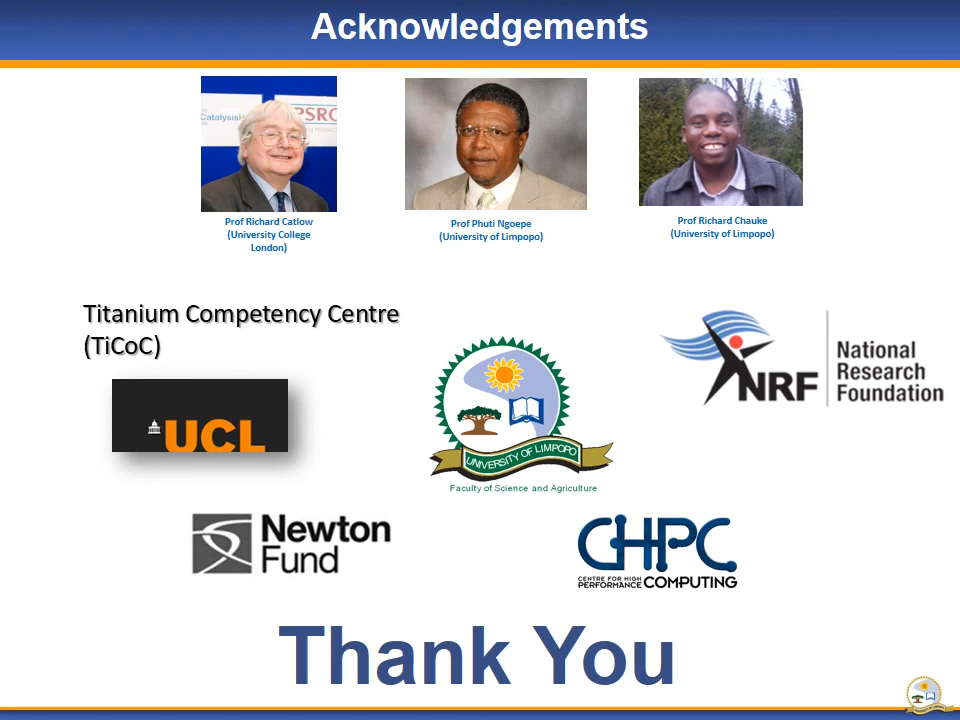 Acknowledgements
CatalysisH
PSRC
Prof Richard Catlow
(University College
London)
Prof Phuti Ngoepe
(University of Limpopo)
Prof Richard Chauke
(University of Limpopo)
Titanium Competency Centre
(TiCoC)
UCL
UNIVERSITY OF LIMPOPO
Faculty of Science and Agriculture
NRF
National
Research
Foundation
Newton
Fund
CHPC
CENTRE FOR HIGH
PERFORMANCE COMPUTING
Thank You